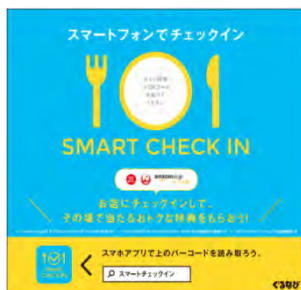 スマートフォンでチェックイン
SMART CHECK IN
amazon.co.jp
お店にチェックインして、
その場で当たるおトクな特典をもらおう!
スマホアプリで上のバーコードを読み取ろう。
スマートチェックイン
ぐるなび